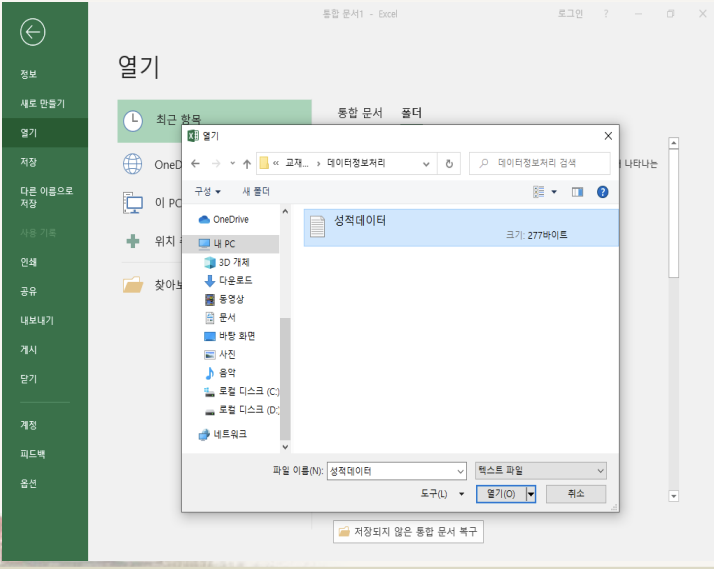 통합 문서1 - Excel
로그인 ?
정보
새로 만들기
열기
저장
다른 이름으로
저장
사용 기록
인쇄
공유
내보내기
게시
닫기
계정
피드백
옵션
열기
최근 항목
OneD
이 PC
위치
찾아보
통합 문서 폴더
나타나는
열기
« 교재... › 데이터정보처리
데이터정보처리 검색
구성 새 폴더
OneDrive
내 PC
3D 개체
다운로드
동영상
문서
바탕 화면
사진
음악
로컬 디스크 (C:)
로컬 디스크 (D:)
네트워크
성적데이터
크기: 277바이트
파일 이름(N): 성적데이터
텍스트 파일
도구(L) 열기(O) 취소
저장되지 않은 통합 문서 복구